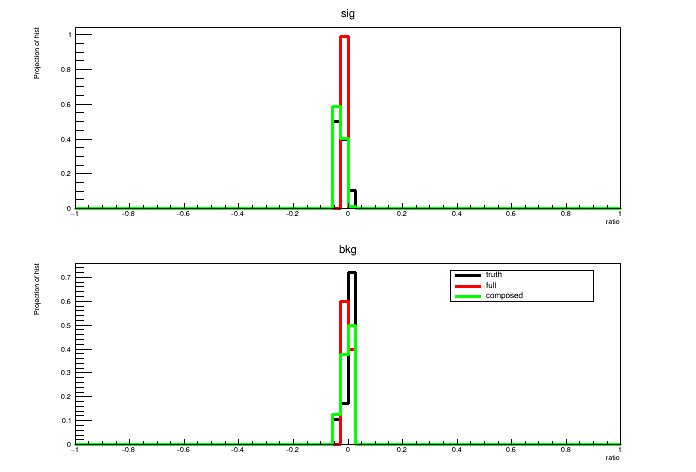 sig
Projection of hist
1
0.8
0.6
0.4
0.2
0
−1 −0.8 −0.6 −0.4 −0.2 0 0.2 0.4 0.6 0.8 1
ratio
bkg
Projection of hist
truth
full
composed
0.7
0.6
0.5
0.4
0.3
0.2
0.1
0
−1 −0.8 −0.6 −0.4 −0.2 0 0.2 0.4 0.6 0.8 1
ratio